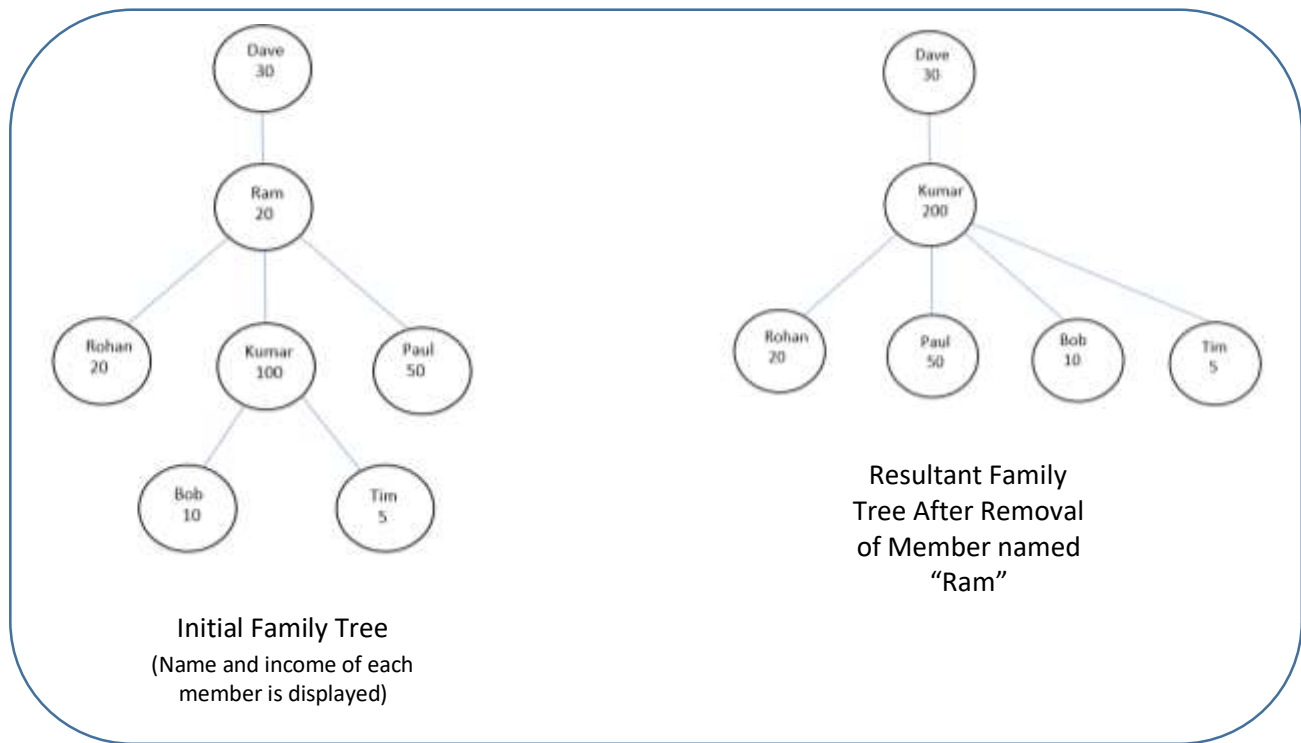 Dave
30
Ram
20
Rohan
20
Kumar
100
Paul
50
Bob
10
Tim
5
Initial Family Tree
(Name and income of each
member is displayed)
Dave
30
Kumar
200
Rohan
20
Paul
50
Bob
10
Tim
5
Resultant Family
Tree After Removal
of Member named
“Ram”